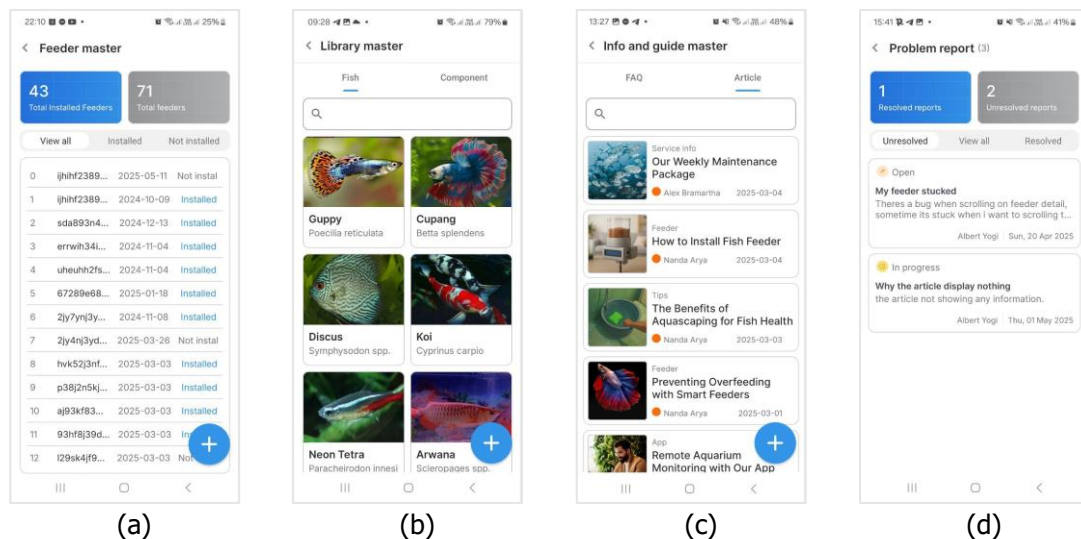 22:10 25%
Feeder master
43
Total Installed Feeders
71
Total feeders
View all Installed Not installed
0 ijhihf2389... 2025-05-11 Not instal
1 ijhihf2389... 2024-10-09 Installed
2 sda893n4... 2024-12-13 Installed
3 errwih34i... 2024-11-04 Installed
4 uheuhh2fs... 2024-11-04 Installed
5 67289e68... 2025-01-18 Installed
6 2jy7ynj3y... 2024-11-08 Installed
7 2jy4nj3yd... 2025-03-26 Not instal
8 hvk52j3nf... 2025-03-03 Installed
9 p38j2n5kj... 2025-03-03 Installed
10 aj93kf83... 2025-03-03 Installed
11 93hf8j39d... 2025-03-03
12 l29sk4jf9... 2025-03-03
(a)
09:28 79%
Library master
Fish Component
Guppy
Poecilia reticulata
Cupang
Betta splendens
Discus
Symphysodon spp.
Koi
Cyprinus carpio
Neon Tetra
Paracheirodon innesi
Arwana
Scleropages spp.
(b)
13:27 48%
Info and guide master
FAQ Article
Service info
Our Weekly Maintenance
Package
Alex Bramartha 2025-03-04
Feeder
How to Install Fish Feeder
Nanda Arya 2025-03-04
Tips
The Benefits of
Aquascaping for Fish Health
Nanda Arya 2025-03-03
Feeder
Preventing Overfeeding
with Smart Feeders
Nanda Arya 2025-03-01
App
Remote Aquarium
Monitoring with Our App
(c)
15:41 41%
Problem report (3)
1
Resolved reports
2
Unresolved reports
Unresolved View all Resolved
Open
My feeder stucked
Theres a bug when scrolling on feeder detail,
sometime its stuck when i want to scrolling t...
Albert Yogi Sun, 20 Apr 2025
In progress
Why the article display nothing
the article not showing any information.
Albert Yogi Thu, 01 May 2025
(d)